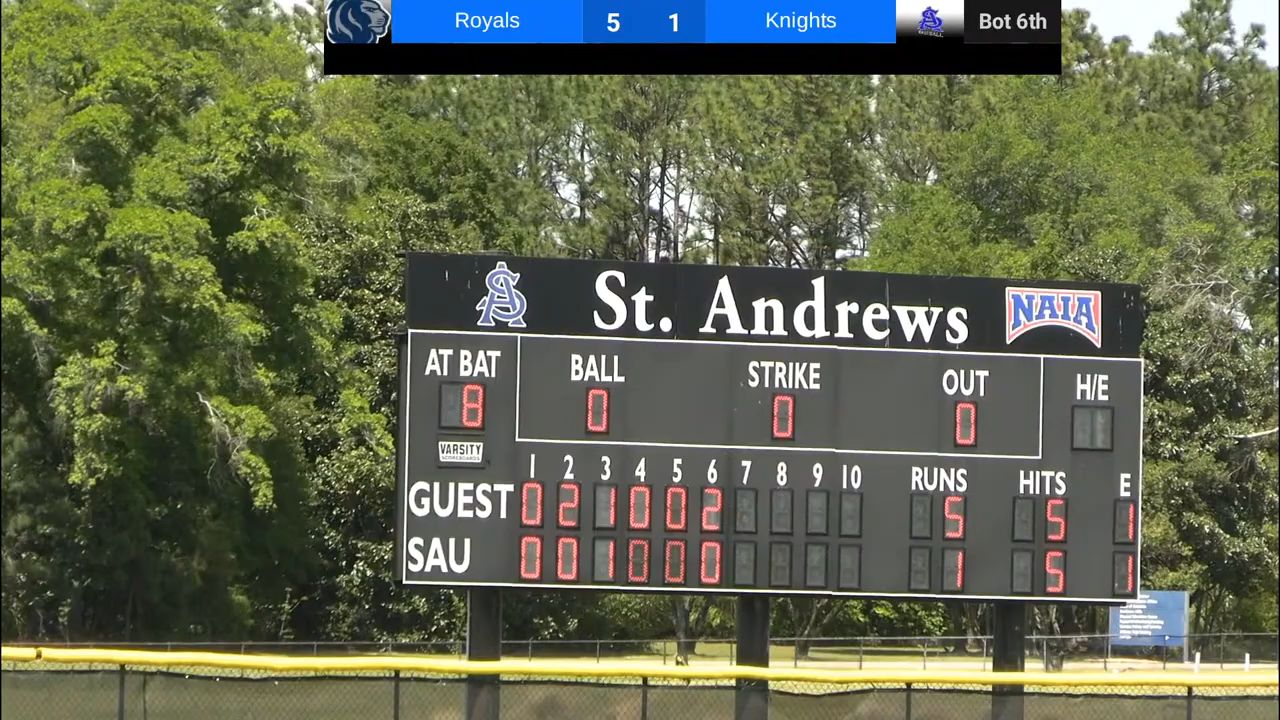 Royals 5 1 Knights Bot 6th
St. Andrews NAIA
AT BAT BALL STRIKE OUT H/E
8 0 0 0
VARSITY
SCOREBOARDS
1 2 3 4 5 6 7 8 9 10 RUNS HITS E
GUEST 0 2 1 0 0 2 5 5 1
SAU 0 0 1 0 0 0 1 5 1